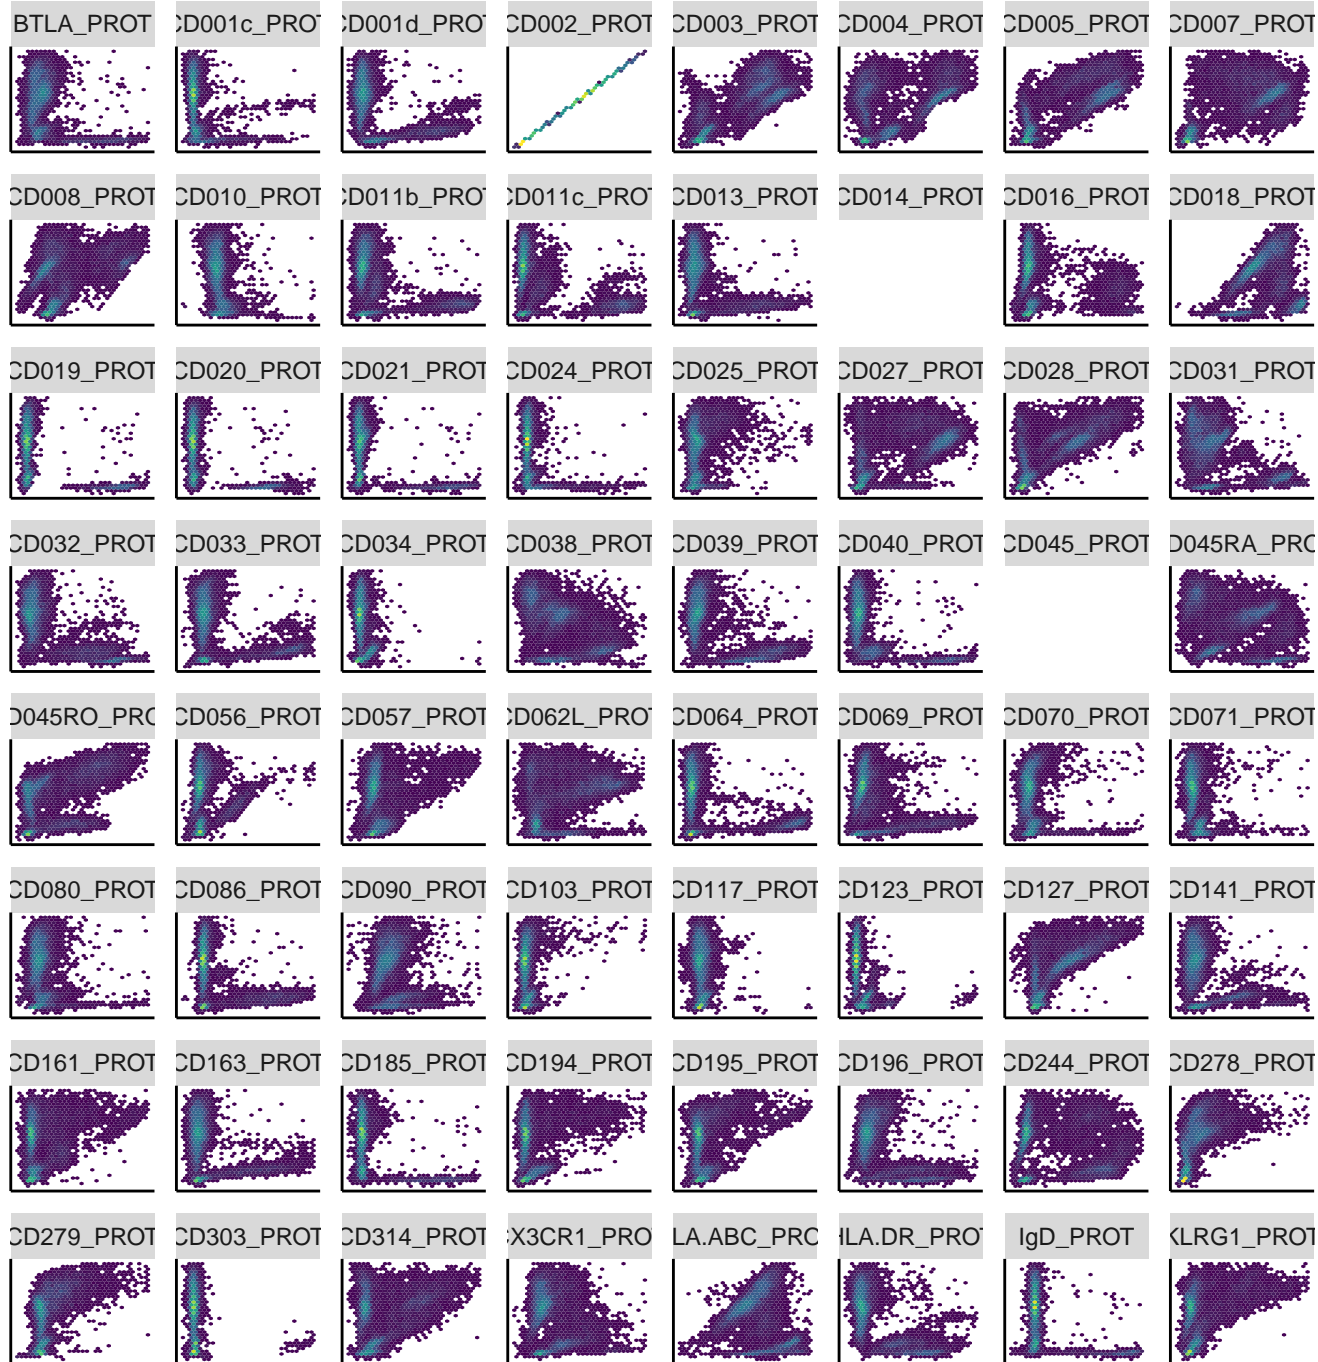 BTLA_PROT CD001c_PROT CD001d_PROT CD002_PROT CD003_PROT CD004_PROT CD005_PROT CD007_PROT
CD008_PROT CD010_PROT CD011b_PROT CD011c_PROT CD013_PROT CD014_PROT CD016_PROT CD018_PROT
CD019_PROT CD020_PROT CD021_PROT CD024_PROT CD025_PROT CD027_PROT CD028_PROT CD031_PROT
CD032_PROT CD033_PROT CD034_PROT CD038_PROT CD039_PROT CD040_PROT CD045_PROT D045RA_PRO
D045RO_PRO CD056_PROT CD057_PROT CD062L_PROT CD064_PROT CD069_PROT CD070_PROT CD071_PROT
CD080_PROT CD086_PROT CD090_PROT CD103_PROT CD117_PROT CD123_PROT CD127_PROT CD141_PROT
CD161_PROT CD163_PROT CD185_PROT CD194_PROT CD195_PROT CD196_PROT CD244_PROT CD278_PROT
CD279_PROT CD303_PROT CD314_PROT CX3CR1_PRO LA.ABC_PRO HLA.DR_PROT IgD_PROT KLRG1_PROT